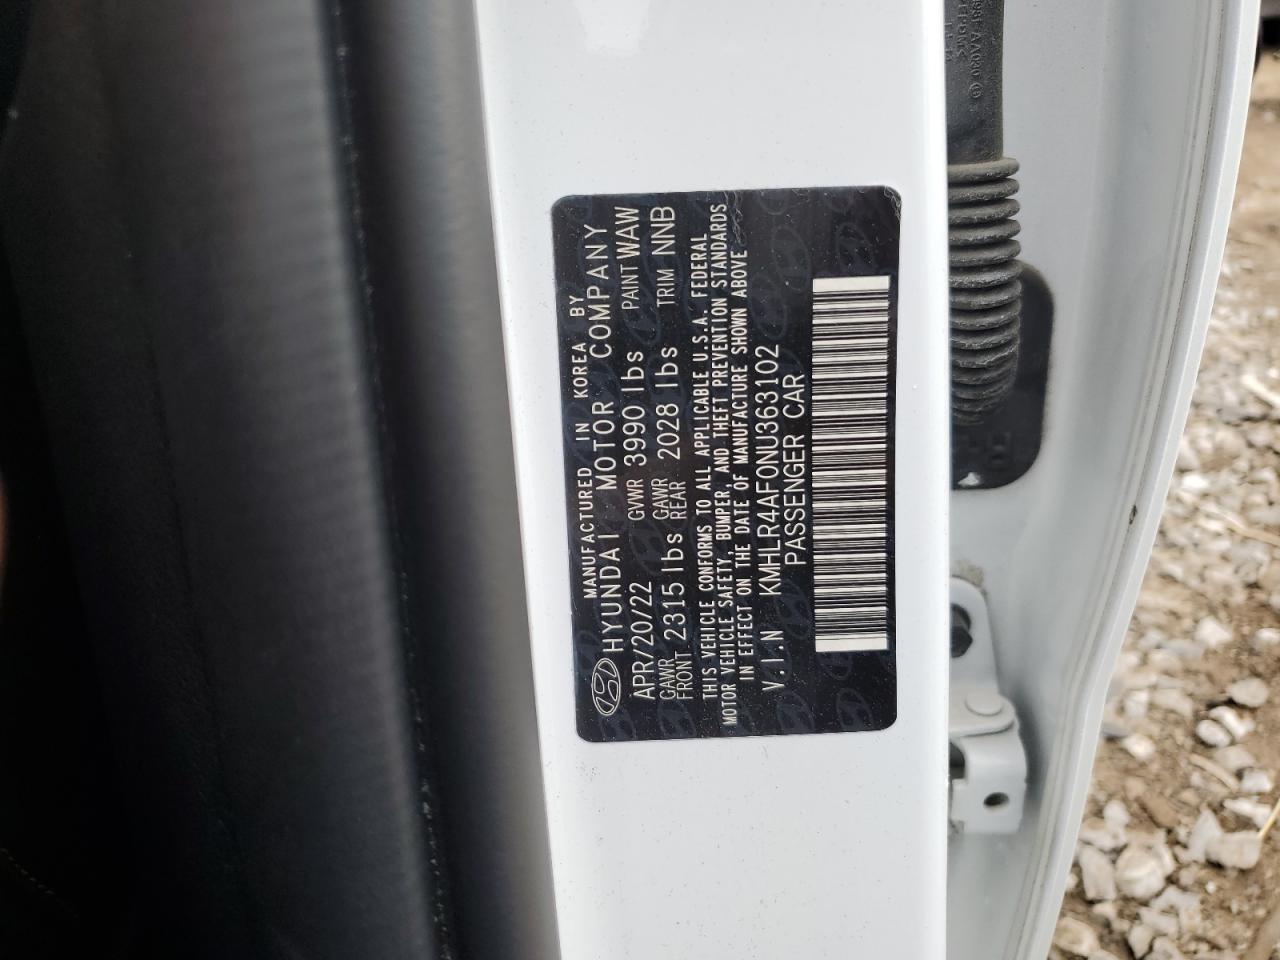 MANUFACTURED IN KOREA BY
HYUNDAI MOTOR COMPANY
APR/20/22 GVWR 3990 lbs PAINT WAW
GAWR FRONT 2315 lbs GAWR REAR 2028 lbs TRIM NNB
THIS VEHICLE CONFORMS TO ALL APPLICABLE U.S.A. FEDERAL
MOTOR VEHICLE SAFETY, BUMPER, AND THEFT PREVENTION STANDARDS
IN EFFECT ON THE DATE OF MANUFACTURE SHOWN ABOVE
V.I.N KMHLR4AF0NU363102
PASSENGER CAR